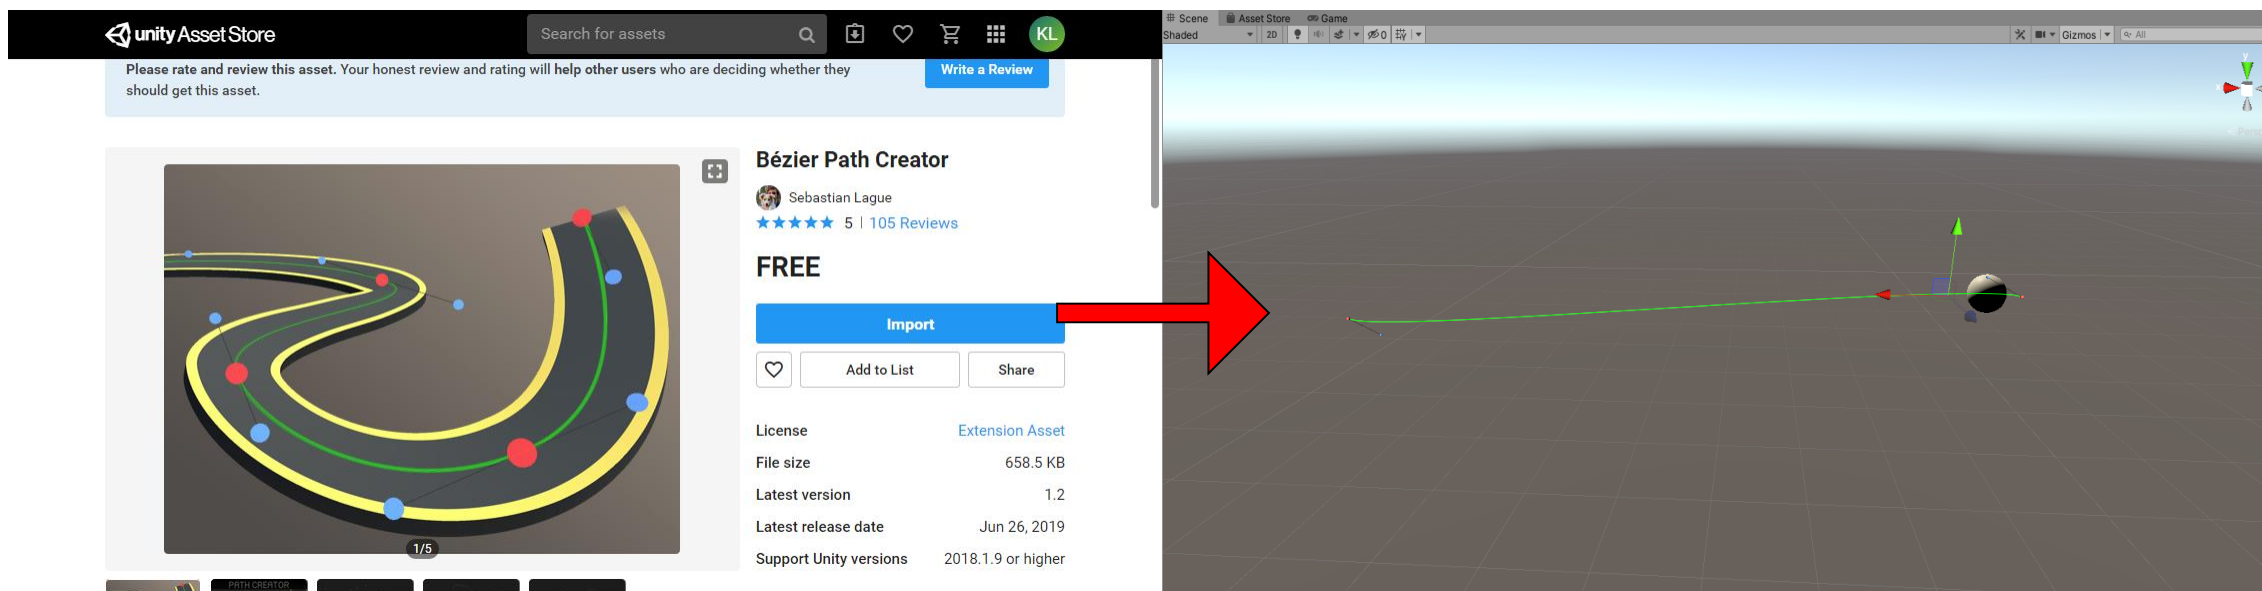 unity Asset Store
Search for assets
KL
Please rate and review this asset. Your honest review and rating will help other users who are deciding whether they
should get this asset.
Write a Review
Bézier Path Creator
Sebastian Lague
5 | 105 Reviews
FREE
Import
Add to List
Share
License
Extension Asset
File size
658.5 KB
Latest version
1.2
Latest release date
Jun 26, 2019
Support Unity versions
2018.1.9 or higher
1/5
PATH CREATOR
Scene
Asset Store
Game
Shaded
2D
0
Gizmos
All
y